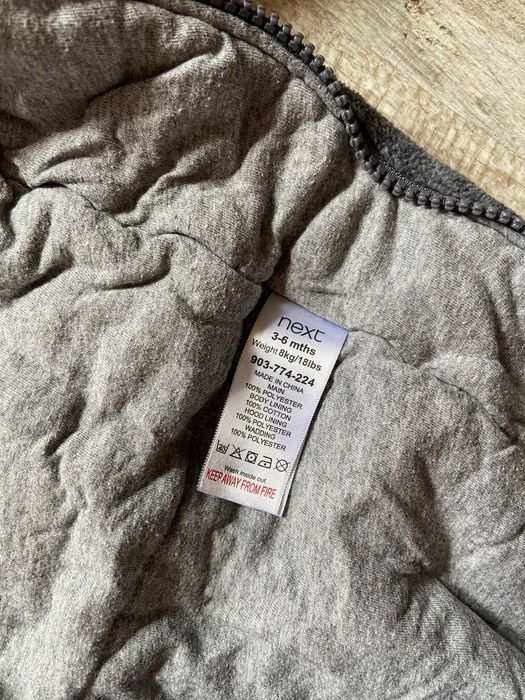 next
3-6 mths
Weight 8kg/18lbs
903-774-224
MADE IN CHINA
MAIN
100% POLYESTER
BODY LINING
100% COTTON
HOOD LINING
100% POLYESTER
WADDING
100% POLYESTER
Wash inside out
KEEP AWAY FROM FIRE